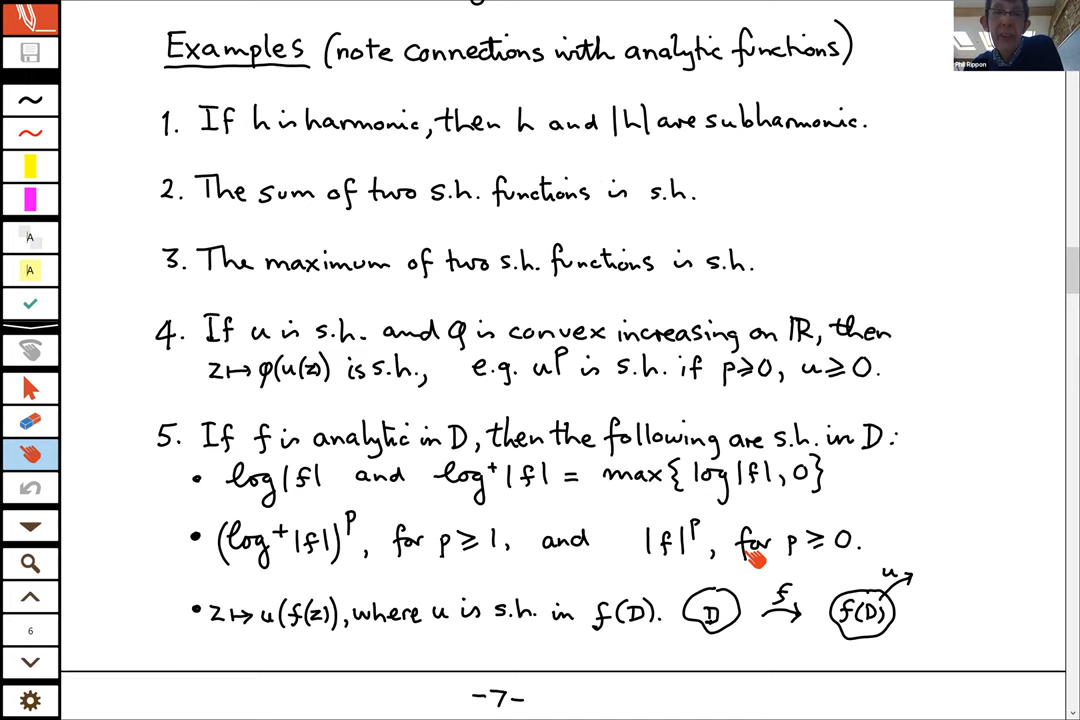 Examples (note connections with analytic functions)
Phil Rippon
1. If h is harmonic, then h and |h| are subharmonic.
2. The sum of two s.h. functions is s.h.
3. The maximum of two s.h. functions is s.h.
4. If u is s.h. and φ is convex increasing on ℝ, then
z ↦ φ(u(z)) is s.h., e.g. u^p is s.h. if p ≥ 0, u ≥ 0.
5. If f is analytic in D, then the following are s.h. in D:
• log|f| and log⁺|f| = max{log|f|, 0}
• (log⁺|f|)^p, for p ≥ 1, and |f|^p, for p ≥ 0.
• z ↦ u(f(z)), where u is s.h. in f(D). D f f(D) u
-7-
A
A
6